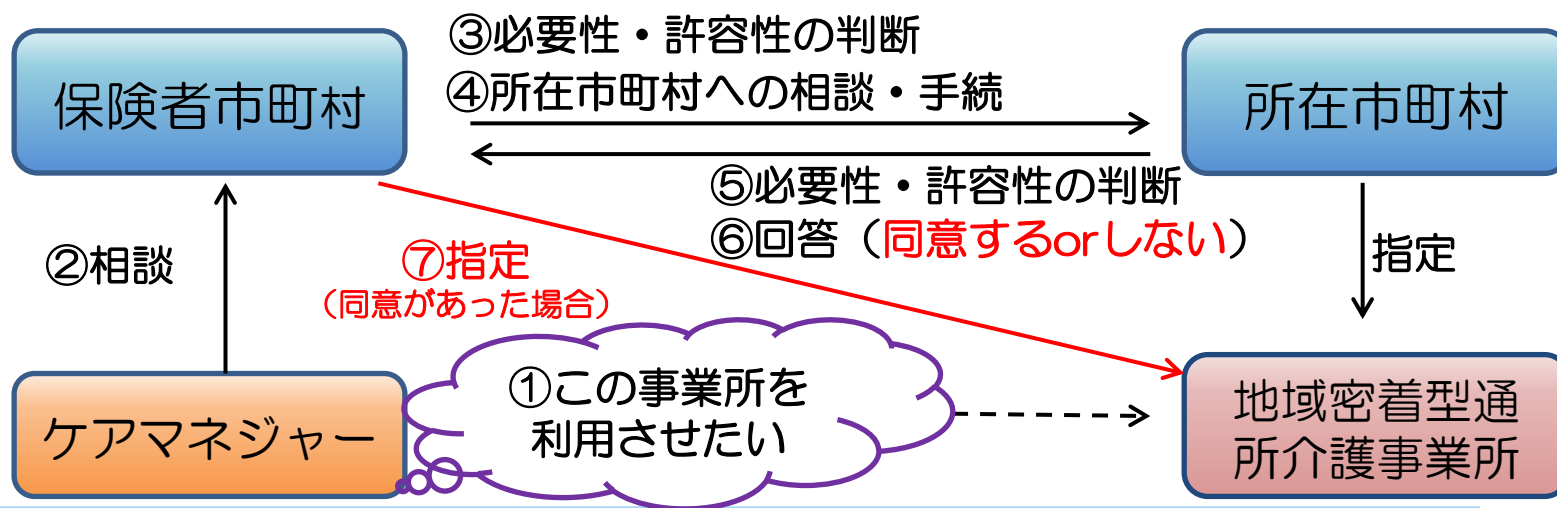 ③必要性・許容性の判断
④所在市町村への相談・手続
保険者市町村
所在市町村
⑤必要性・許容性の判断
⑥回答（同意するorしない）
②相談
⑦指定
（同意があった場合）
指定
①この事業所を
利用させたい
ケアマネジャー
地域密着型通
所介護事業所